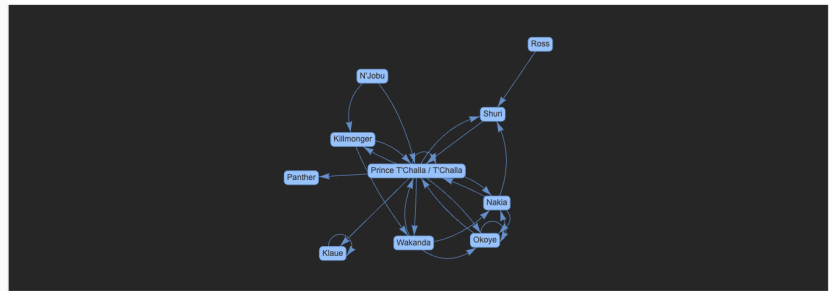 Ross
N'Jobu
Shuri
Killmonger
Prince T'Challa / T'Challa
Panther
Nakia
Okoye
Wakanda
Klaue